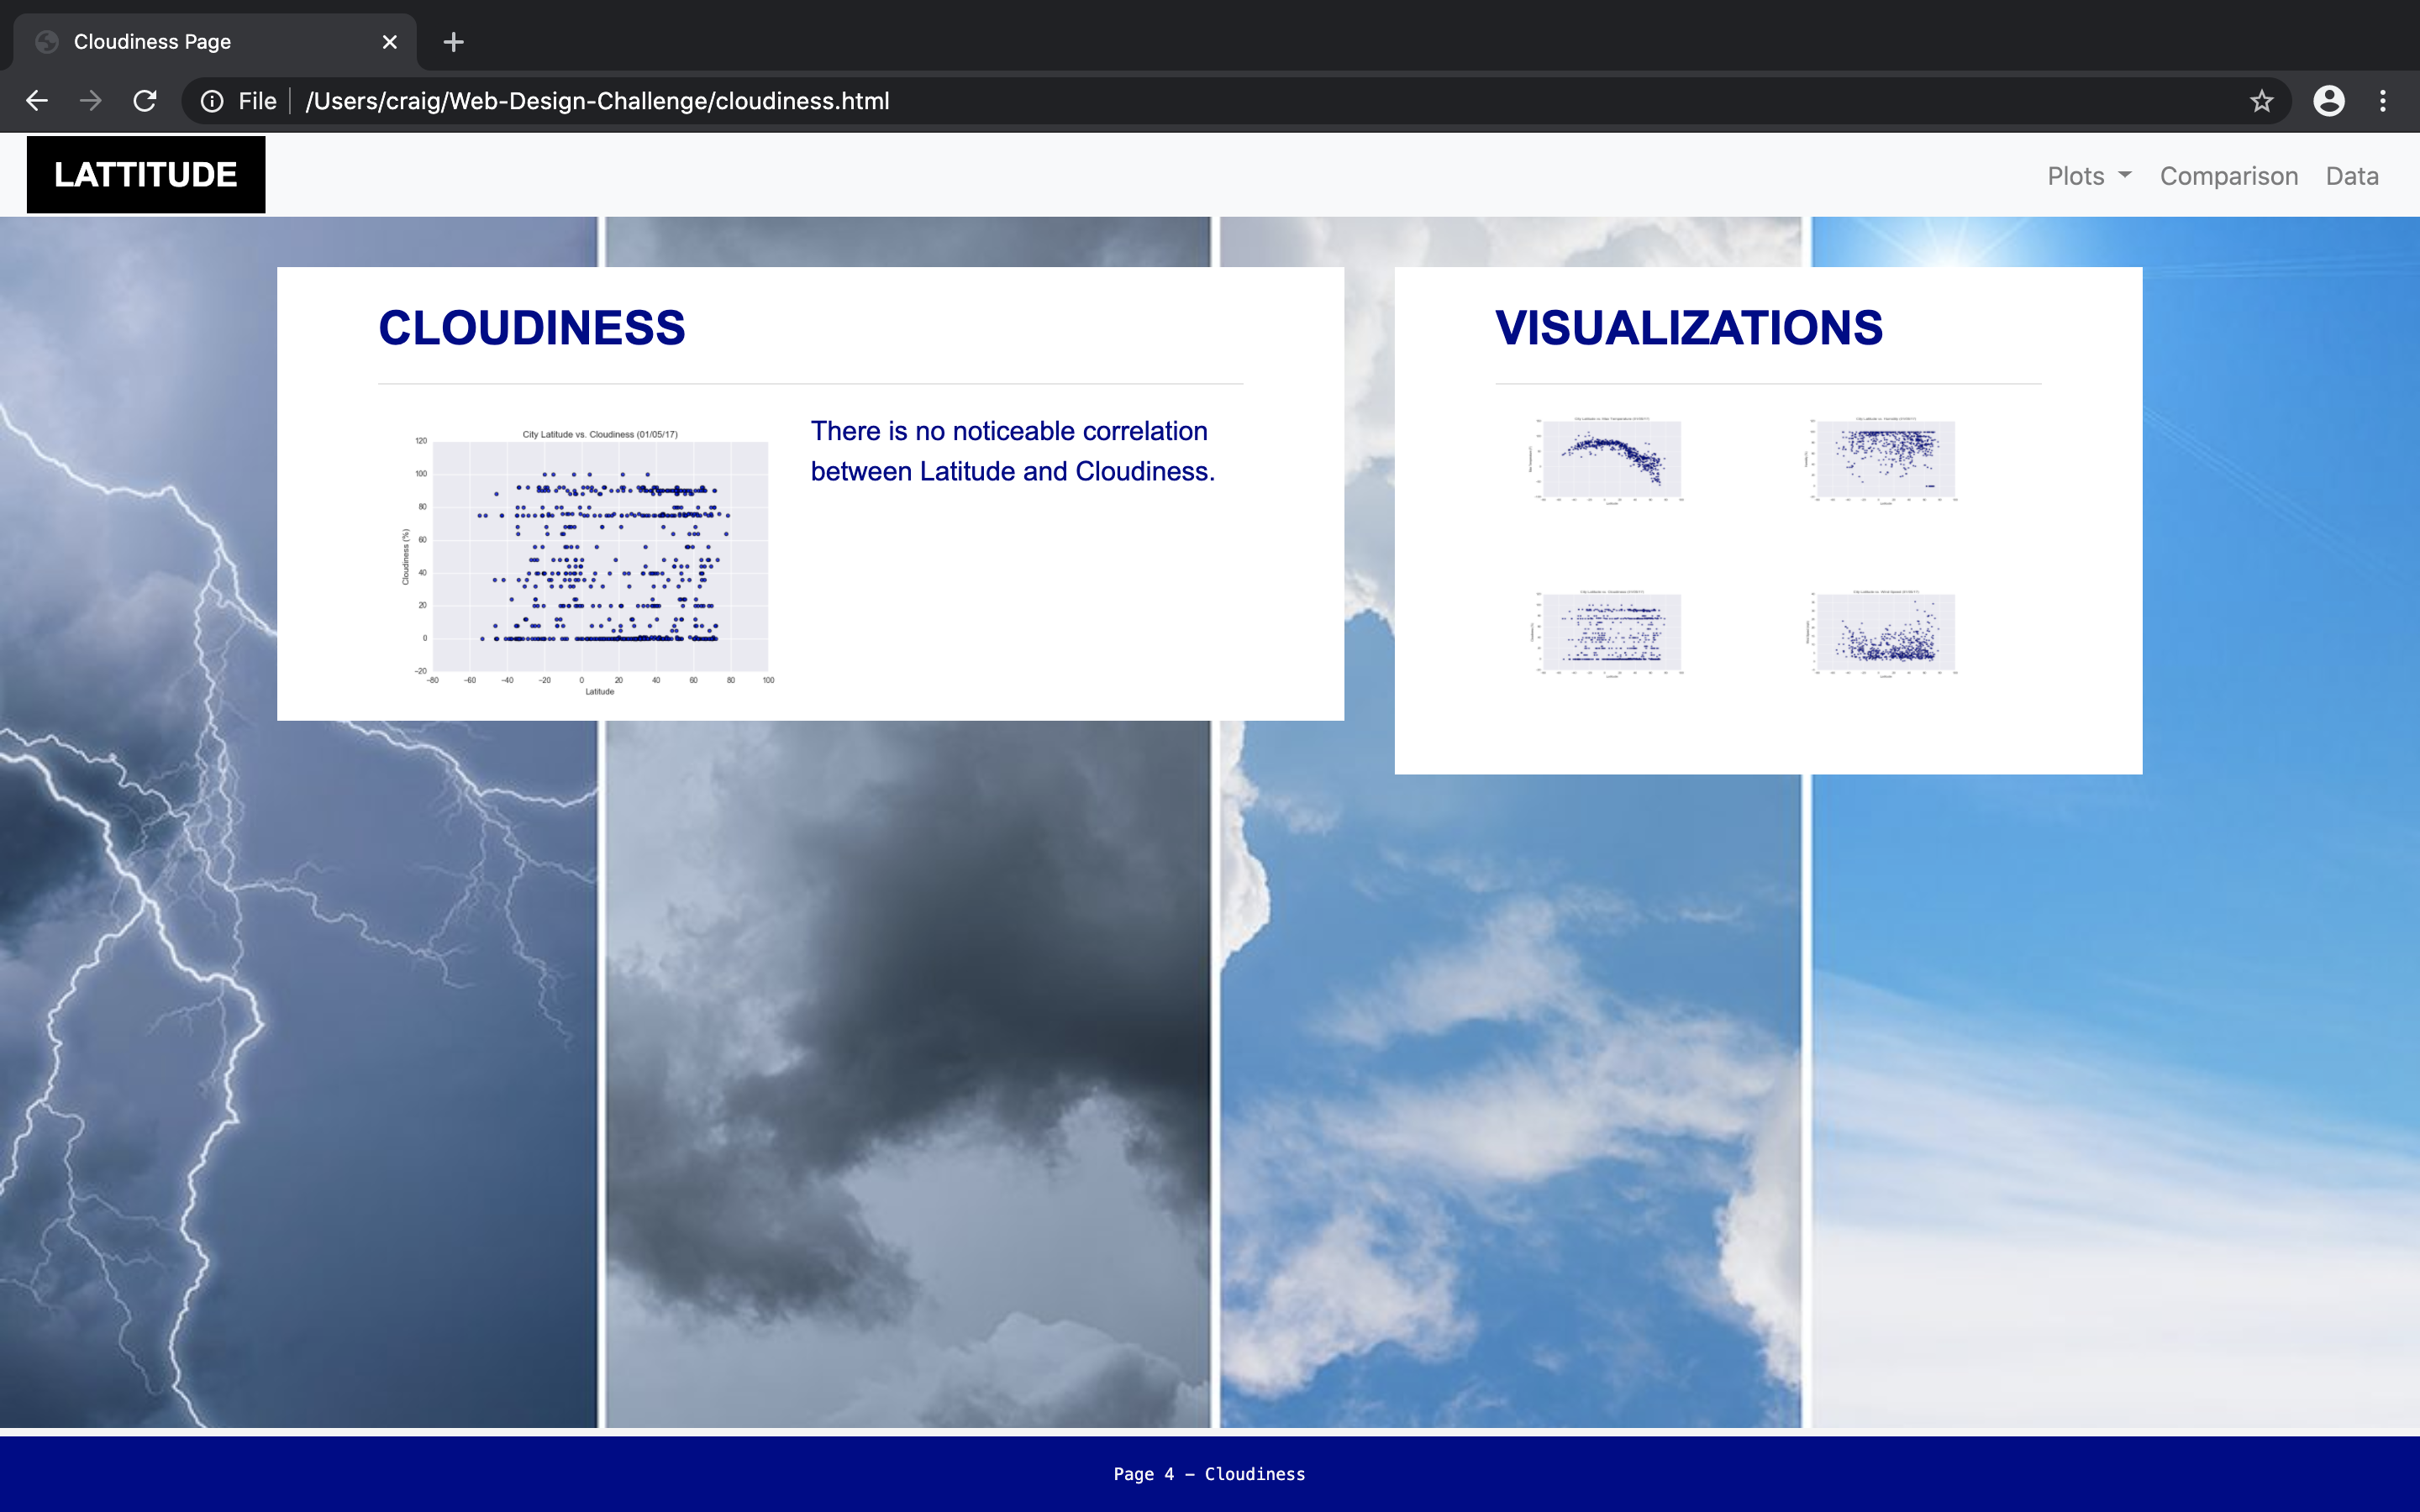 Cloudiness Page
File
/Users/craig/Web-Design-Challenge/cloudiness.html
LATTITUDE
Plots
Comparison
Data
CLOUDINESS
City Latitude vs. Cloudiness (01/05/17)
120
100
80
60
40
20
0
−20
Cloudiness (%)
−80 −60 −40 −20 0 20 40 60 80 100
Latitude
There is no noticeable correlation
between Latitude and Cloudiness.
VISUALIZATIONS
Page 4 – Cloudiness